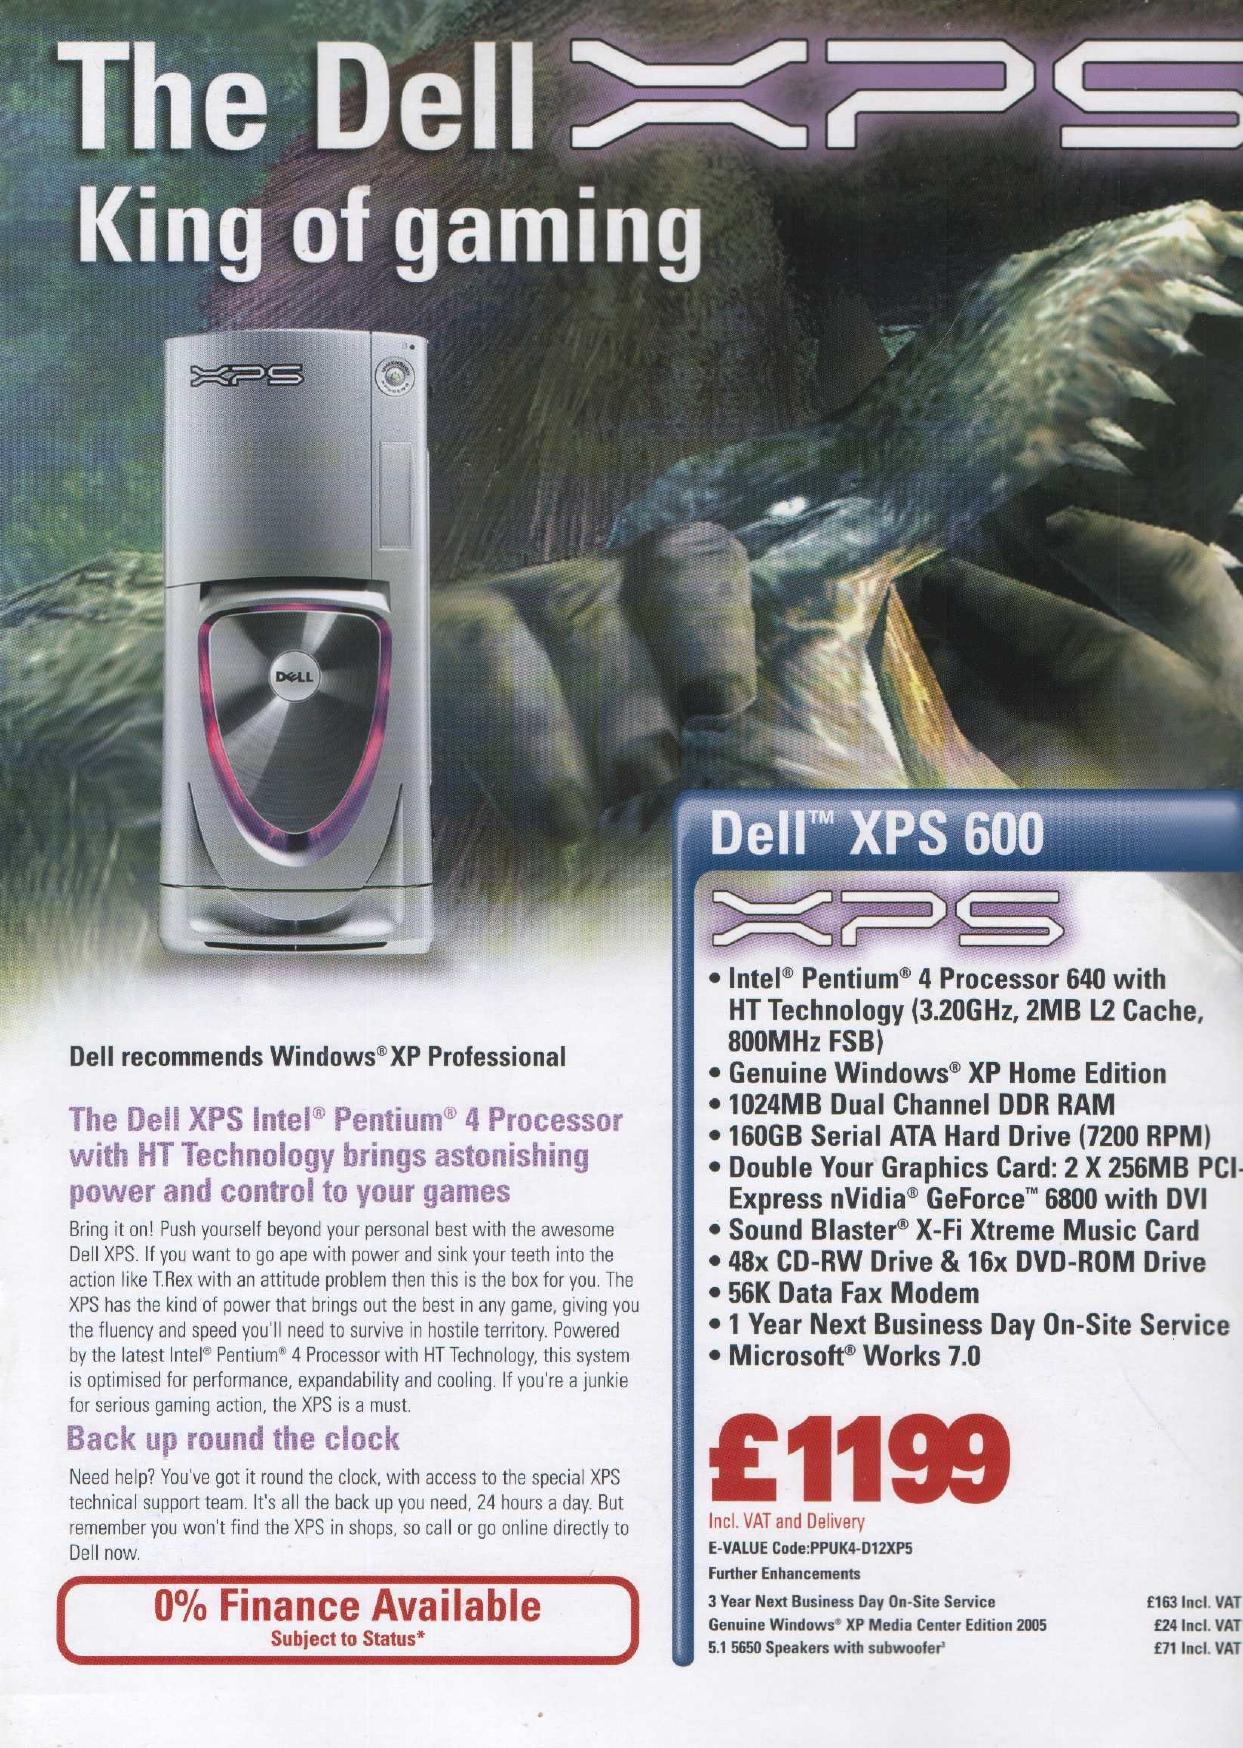 The Dell XPS
King of gaming
XPS
DELL
Dell recommends Windows® XP Professional
The Dell XPS Intel® Pentium® 4 Processor
with HT Technology brings astonishing
power and control to your games
Bring it on! Push yourself beyond your personal best with the awesome
Dell XPS. If you want to go ape with power and sink your teeth into the
action like T.Rex with an attitude problem then this is the box for you. The
XPS has the kind of power that brings out the best in any game, giving you
the fluency and speed you'll need to survive in hostile territory. Powered
by the latest Intel® Pentium® 4 Processor with HT Technology, this system
is optimised for performance, expandability and cooling. If you're a junkie
for serious gaming action, the XPS is a must.
Back up round the clock
Need help? You've got it round the clock, with access to the special XPS
technical support team. It's all the back up you need, 24 hours a day. But
remember you won't find the XPS in shops, so call or go online directly to
Dell now.
0% Finance Available
Subject to Status*
Dell™ XPS 600
XPS
• Intel® Pentium® 4 Processor 640 with
HT Technology (3.20GHz, 2MB L2 Cache,
800MHz FSB)
• Genuine Windows® XP Home Edition
• 1024MB Dual Channel DDR RAM
• 160GB Serial ATA Hard Drive (7200 RPM)
• Double Your Graphics Card: 2 X 256MB PCI-
Express nVidia® GeForce™ 6800 with DVI
• Sound Blaster® X-Fi Xtreme Music Card
• 48x CD-RW Drive & 16x DVD-ROM Drive
• 56K Data Fax Modem
• 1 Year Next Business Day On-Site Service
• Microsoft® Works 7.0
£1199
Incl. VAT and Delivery
E-VALUE Code:PPUK4-D12XP5
Further Enhancements
3 Year Next Business Day On-Site Service £163 Incl. VAT
Genuine Windows® XP Media Center Edition 2005 £24 Incl. VAT
5.1 5650 Speakers with subwoofer³ £71 Incl. VAT